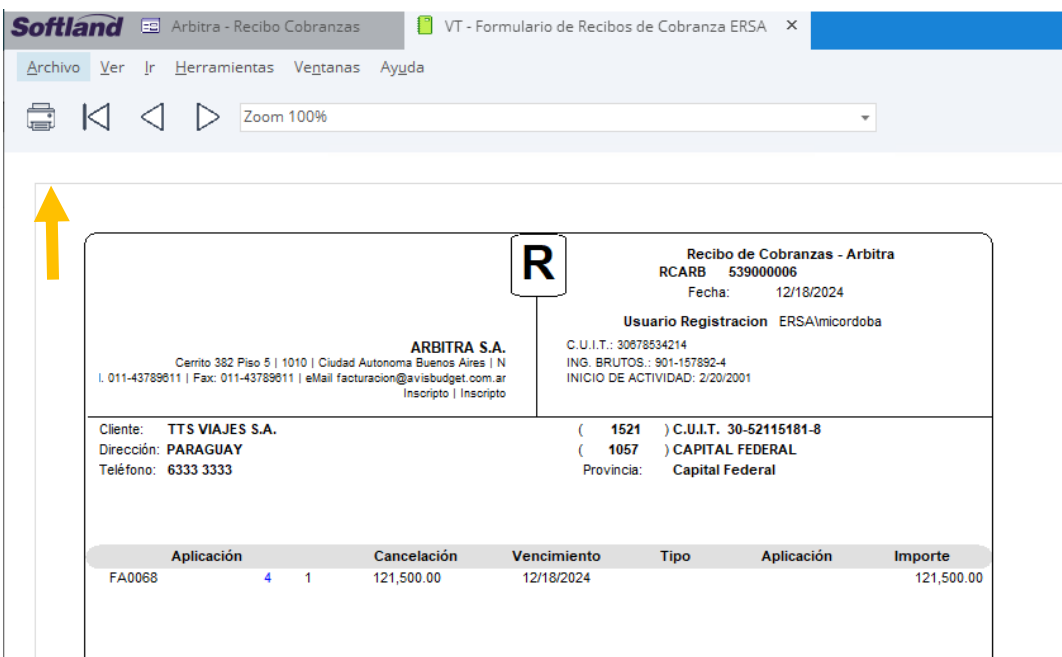 Softland Arbitra - Recibo Cobranzas VT - Formulario de Recibos de Cobranza ERSA ×
Archivo Ver Ir Herramientas Ventanas Ayuda
Zoom 100%
R
Recibo de Cobranzas - Arbitra
RCARB 539000006
Fecha: 12/18/2024
Usuario Registracion ERSA\micordoba
ARBITRA S.A.
Cerrito 382 Piso 5 | 1010 | Ciudad Autonoma Buenos Aires | N
l. 011-43789611 | Fax: 011-43789611 | eMail facturacion@avisbudget.com.ar
Inscripto | Inscripto
C.U.I.T.: 30678534214
ING. BRUTOS.: 901-157892-4
INICIO DE ACTIVIDAD: 2/20/2001
Cliente: TTS VIAJES S.A. ( 1521 ) C.U.I.T. 30-52115181-8
Dirección: PARAGUAY ( 1057 ) CAPITAL FEDERAL
Teléfono: 6333 3333 Provincia: Capital Federal
Aplicación Cancelación Vencimiento Tipo Aplicación Importe
FA0068 4 1 121,500.00 12/18/2024 121,500.00